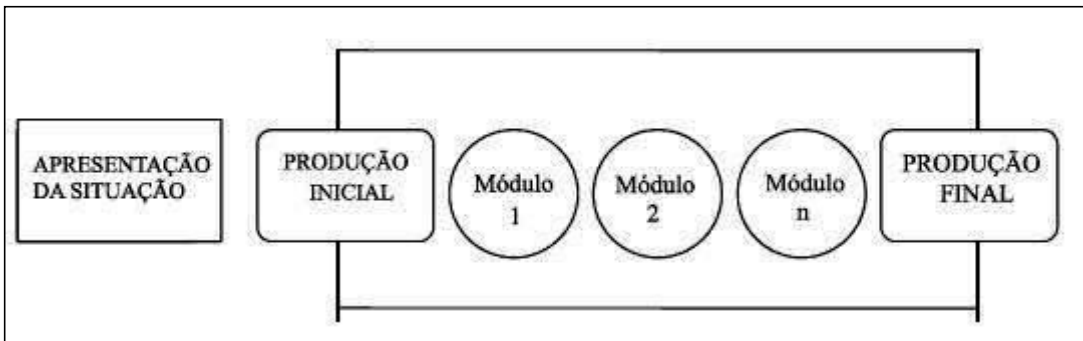 APRESENTAÇÃO
DA SITUAÇÃO
PRODUÇÃO
INICIAL
Módulo
1
Módulo
2
Módulo
n
PRODUÇÃO
FINAL